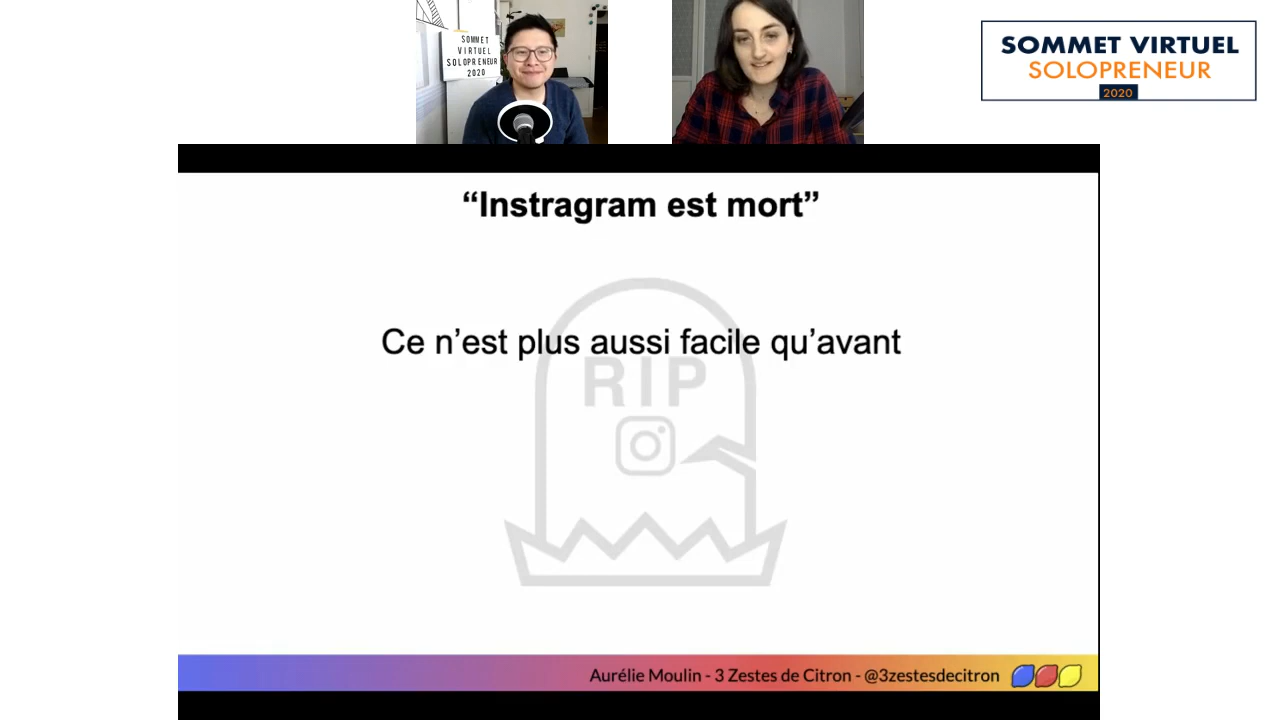 SOMMET
VIRTUEL
SOLOPRENEUR
2020
SOMMET VIRTUEL
SOLOPRENEUR
2020
“Instragram est mort”
Ce n’est plus aussi facile qu’avant
RIP
Aurélie Moulin - 3 Zestes de Citron - @3zestesdecitron